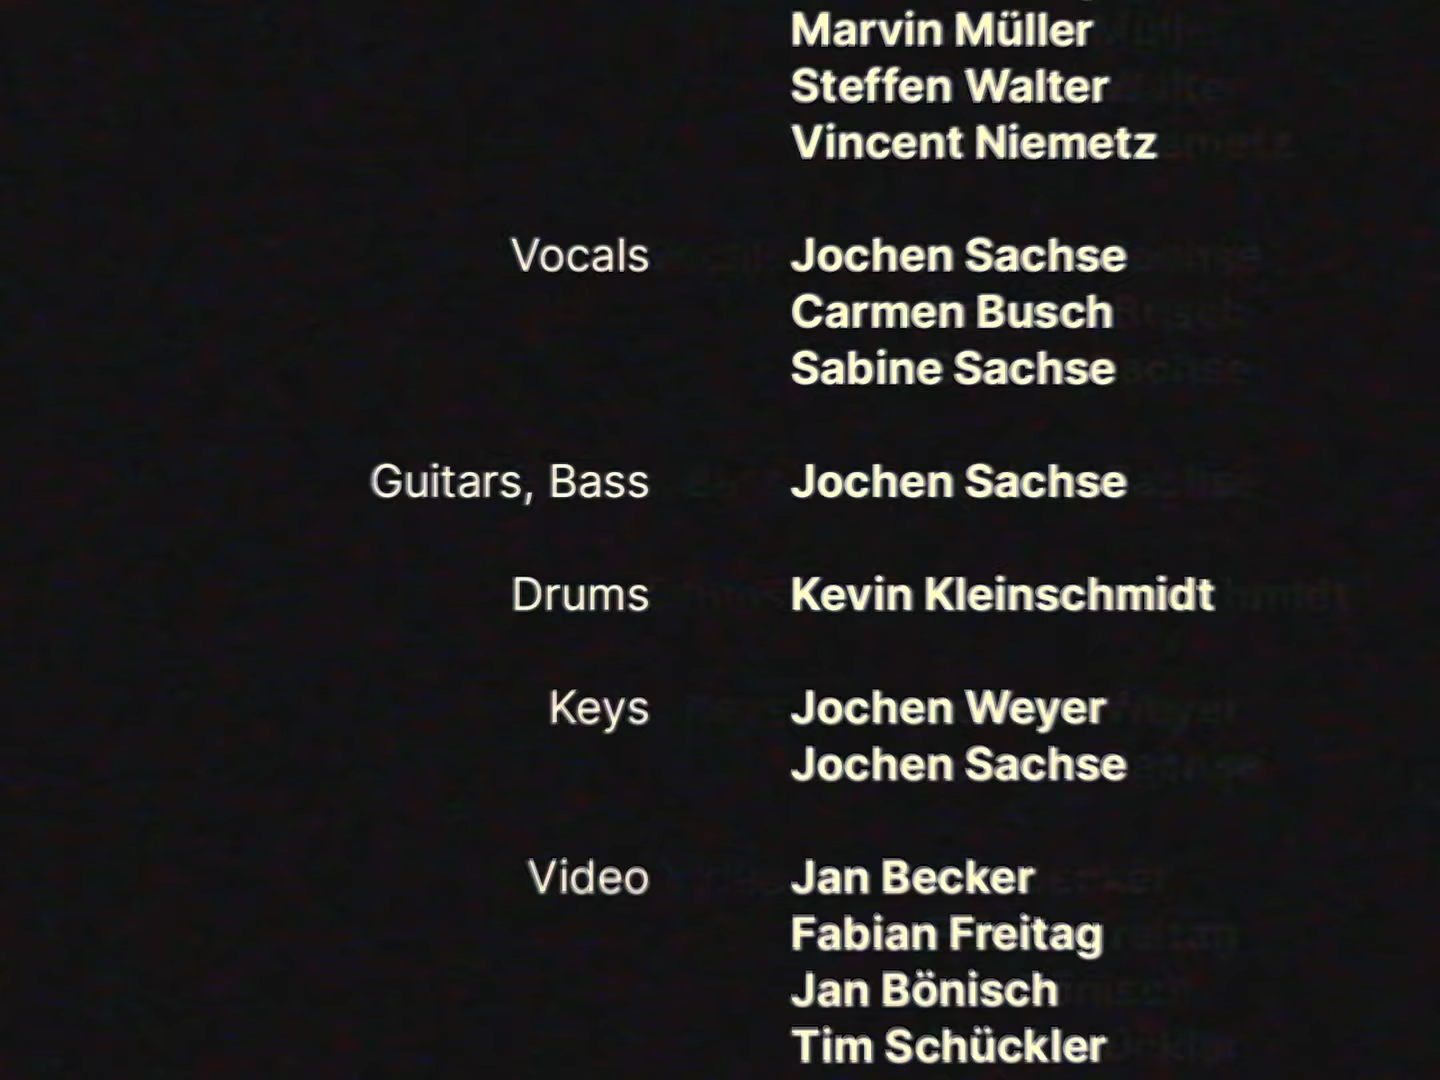 Marvin Müller
Steffen Walter
Vincent Niemetz
Vocals Jochen Sachse
Carmen Busch
Sabine Sachse
Guitars, Bass Jochen Sachse
Drums Kevin Kleinschmidt
Keys Jochen Weyer
Jochen Sachse
Video Jan Becker
Fabian Freitag
Jan Bönisch
Tim Schückler